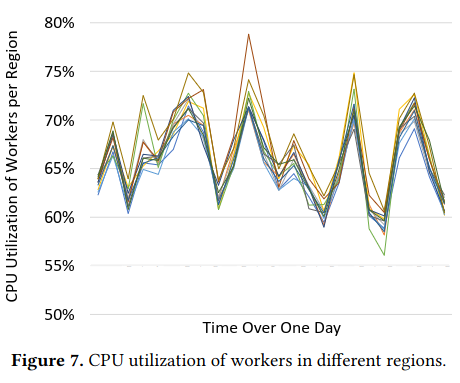 CPU Utilization of Workers per Region
80%
75%
70%
65%
60%
55%
50%
Time Over One Day
Figure 7. CPU utilization of workers in different regions.